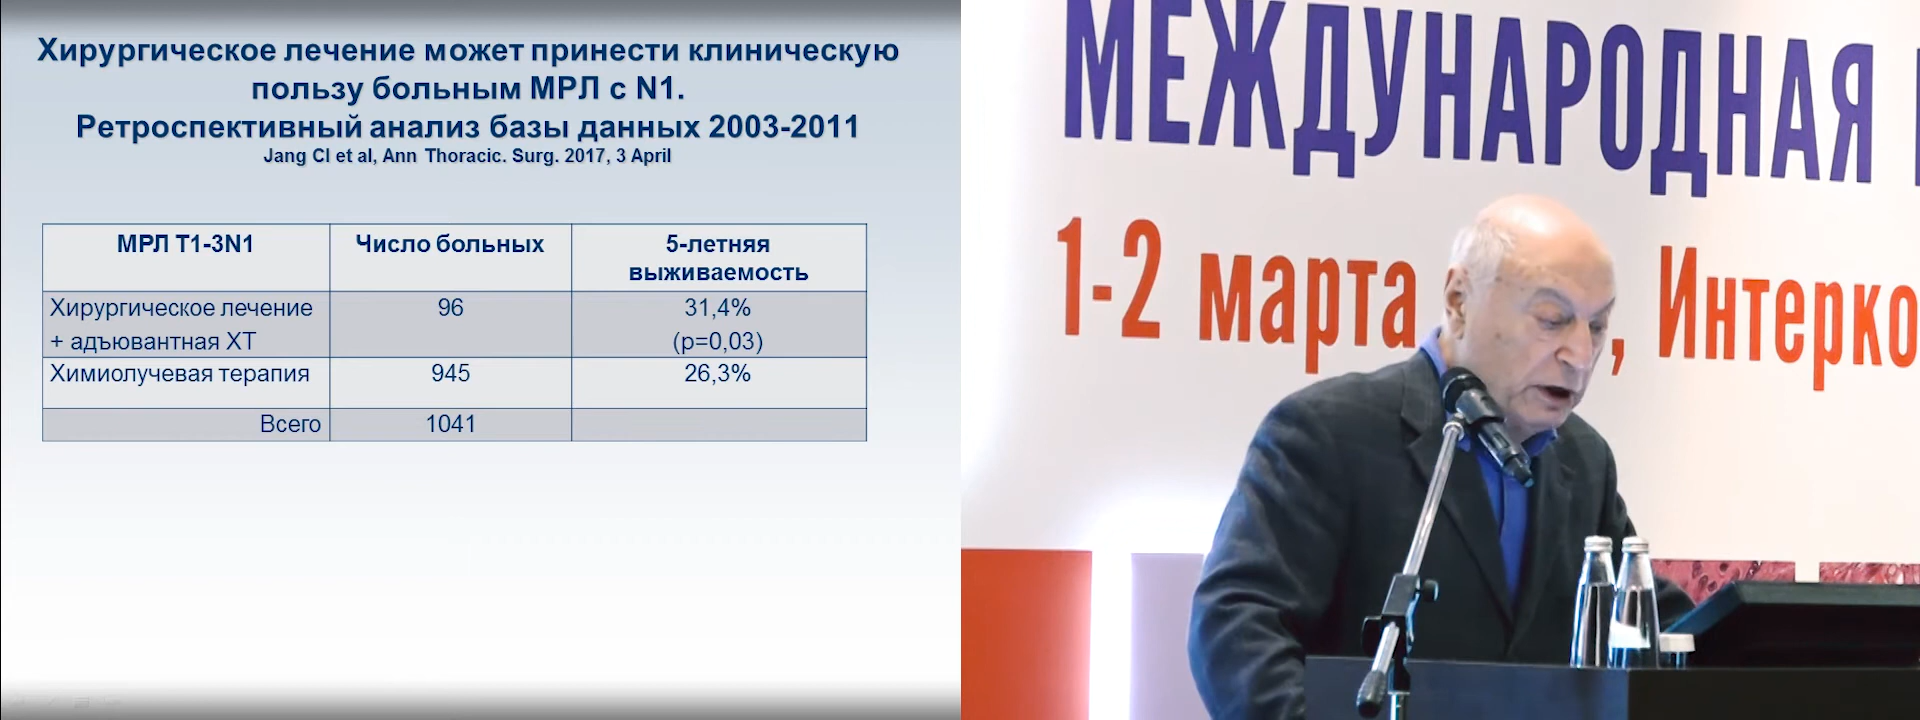 Хирургическое лечение может принести клиническую
пользу больным МРЛ с N1.
Ретроспективный анализ базы данных 2003-2011
Jang CI et al, Ann Thoracic. Surg. 2017, 3 April
МРЛ T1-3N1 Число больных 5-летняя
выживаемость
Хирургическое лечение 96 31,4%
+ адъювантная ХТ (p=0,03)
Химиолучевая терапия 945 26,3%
Всего 1041
МЕЖДУНАРОДНАЯ
1-2 марта , Интерко